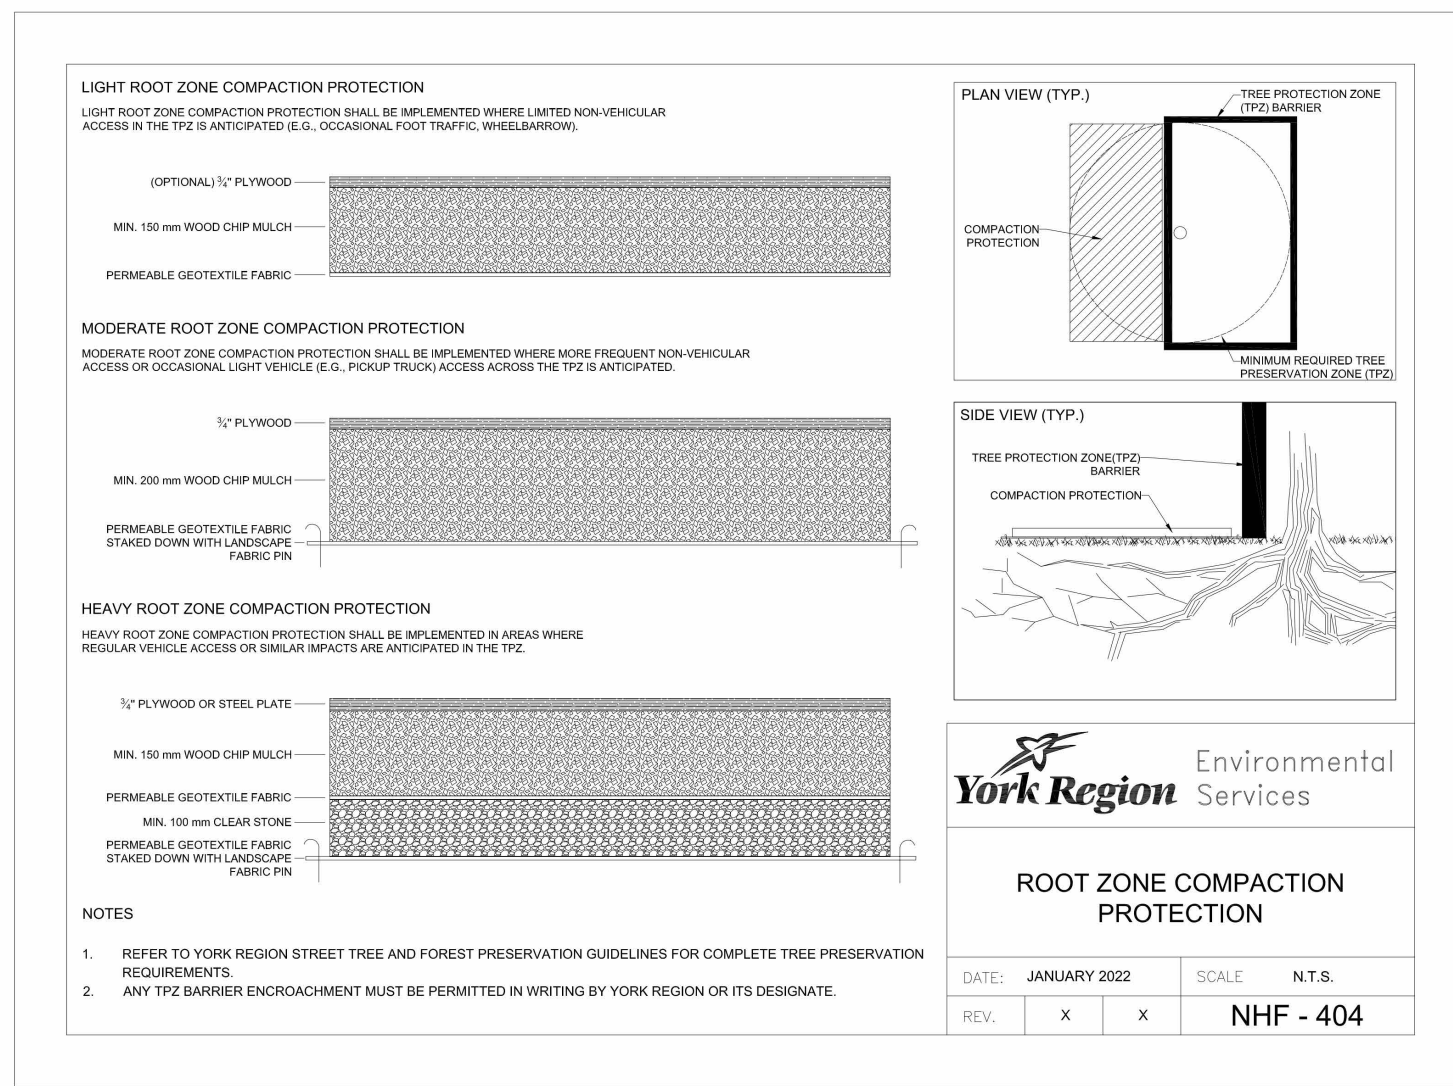 LIGHT ROOT ZONE COMPACTION PROTECTION
LIGHT ROOT ZONE COMPACTION PROTECTION SHALL BE IMPLEMENTED WHERE LIMITED NON-VEHICULAR
ACCESS IN THE TPZ IS ANTICIPATED (E.G., OCCASIONAL FOOT TRAFFIC, WHEELBARROW).
(OPTIONAL) ¾" PLYWOOD
MIN. 150 mm WOOD CHIP MULCH
PERMEABLE GEOTEXTILE FABRIC
MODERATE ROOT ZONE COMPACTION PROTECTION
MODERATE ROOT ZONE COMPACTION PROTECTION SHALL BE IMPLEMENTED WHERE MORE FREQUENT NON-VEHICULAR
ACCESS OR OCCASIONAL LIGHT VEHICLE (E.G., PICKUP TRUCK) ACCESS ACROSS THE TPZ IS ANTICIPATED.
¾" PLYWOOD
MIN. 200 mm WOOD CHIP MULCH
PERMEABLE GEOTEXTILE FABRIC
STAKED DOWN WITH LANDSCAPE
FABRIC PIN
HEAVY ROOT ZONE COMPACTION PROTECTION
HEAVY ROOT ZONE COMPACTION PROTECTION SHALL BE IMPLEMENTED IN AREAS WHERE
REGULAR VEHICLE ACCESS OR SIMILAR IMPACTS ARE ANTICIPATED IN THE TPZ.
¾" PLYWOOD OR STEEL PLATE
MIN. 150 mm WOOD CHIP MULCH
PERMEABLE GEOTEXTILE FABRIC
MIN. 100 mm CLEAR STONE
PERMEABLE GEOTEXTILE FABRIC
STAKED DOWN WITH LANDSCAPE
FABRIC PIN
NOTES
1. REFER TO YORK REGION STREET TREE AND FOREST PRESERVATION GUIDELINES FOR COMPLETE TREE PRESERVATION
REQUIREMENTS.
2. ANY TPZ BARRIER ENCROACHMENT MUST BE PERMITTED IN WRITING BY YORK REGION OR ITS DESIGNATE.
PLAN VIEW (TYP.)
TREE PROTECTION ZONE
(TPZ) BARRIER
COMPACTION
PROTECTION
MINIMUM REQUIRED TREE
PRESERVATION ZONE (TPZ)
SIDE VIEW (TYP.)
TREE PROTECTION ZONE(TPZ)
BARRIER
COMPACTION PROTECTION
York Region
Environmental
Services
ROOT ZONE COMPACTION
PROTECTION
DATE: JANUARY 2022
SCALE N.T.S.
REV. X X
NHF - 404